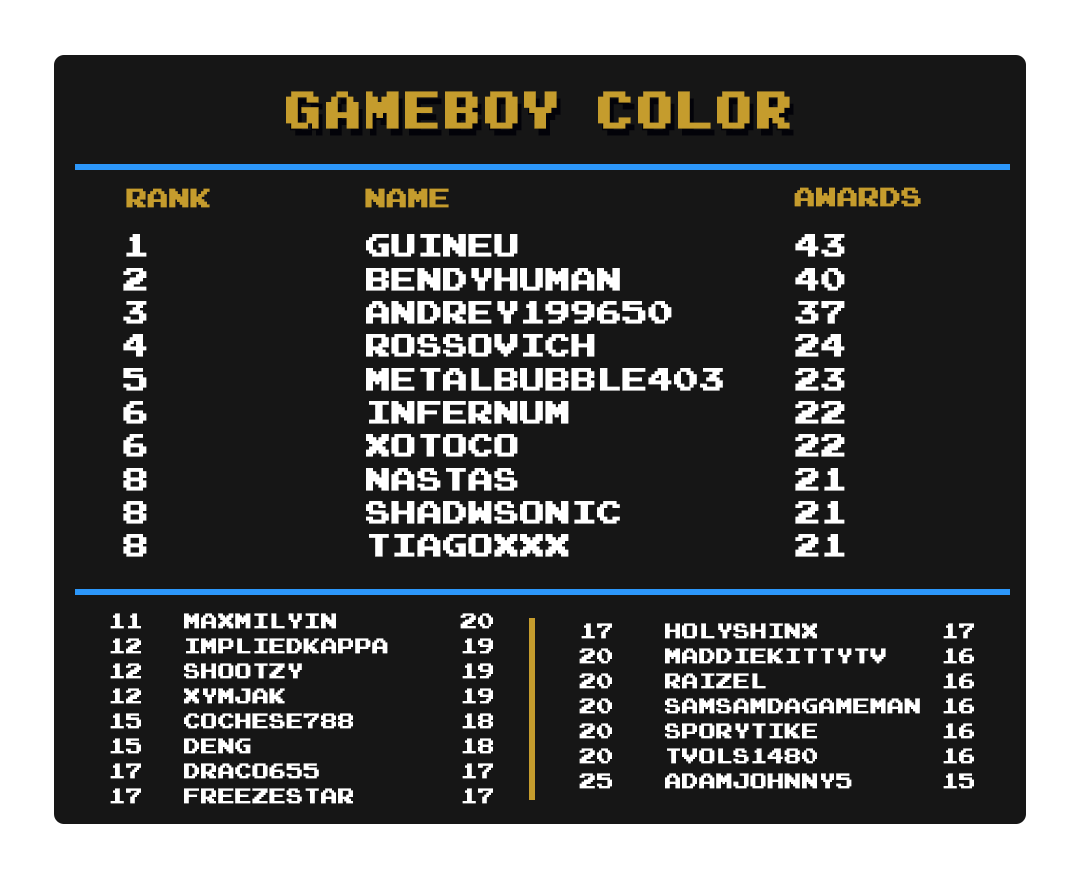 GAMEBOY COLOR
RANK NAME AWARDS
1 GUINEU 43
2 BENDYHUMAN 40
3 ANDREY199650 37
4 ROSSOVICH 24
5 METALBUBBLE403 23
6 INFERNUM 22
6 XOTOCO 22
8 NASTAS 21
8 SHADWSONIC 21
8 TIAGOXXX 21
11 MAXMILYIN 20
12 IMPLIEDKAPPA 19
12 SHOOTZY 19
12 XYMJAK 19
15 COCHESE788 18
15 DENG 18
17 DRACO655 17
17 FREEZESTAR 17
17 HOLYSHINX 17
20 MADDIEKITTYTV 16
20 RAIZEL 16
20 SAMSAMDAGAMEMAN 16
20 SPORYTIKE 16
20 TVOLS1480 16
25 ADAMJOHNNY5 15